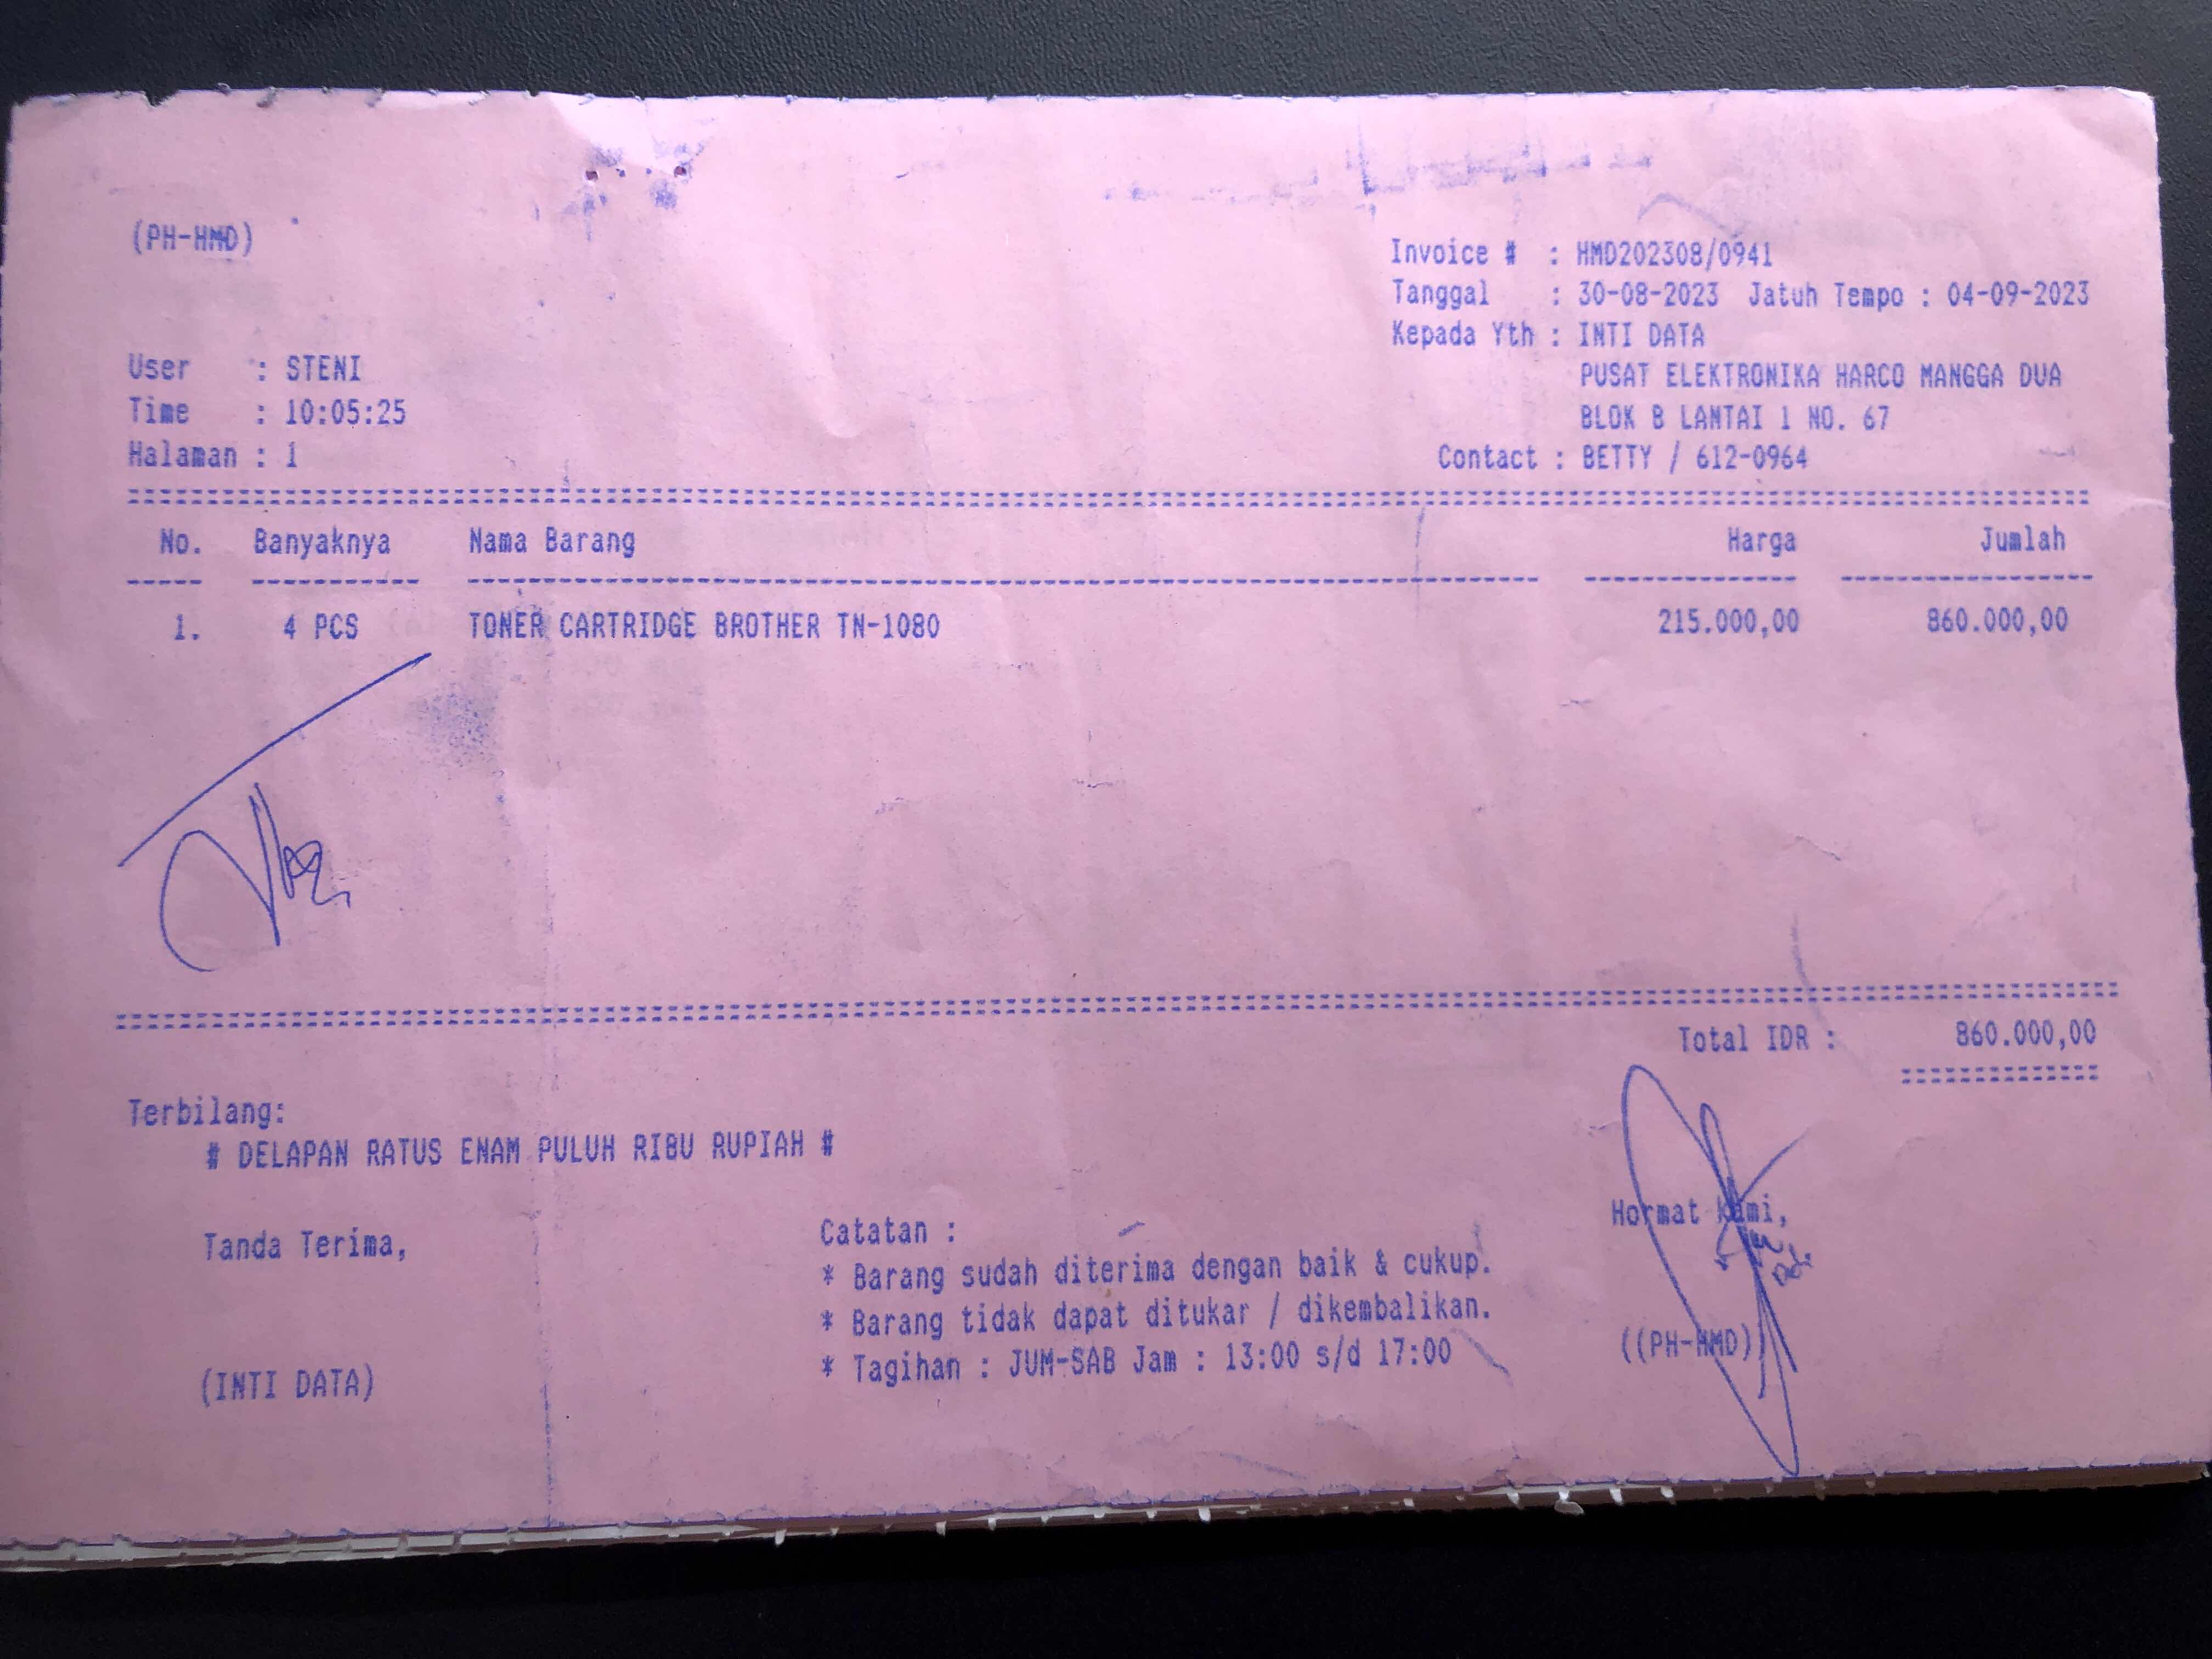 (PH-HMD)
Invoice # : HMD202308/0941
Tanggal : 30-08-2023 Jatuh Tempo : 04-09-2023
Kepada Yth : INTI DATA
PUSAT ELEKTRONIKA HARCO MANGGA DUA
BLOK B LANTAI 1 NO. 67
Contact : BETTY / 612-0964
User : STENI
Time : 10:05:25
Halaman : 1
No. Banyaknya Nama Barang Harga Jumlah
1. 4 PCS TONER CARTRIDGE BROTHER TN-1080 215.000,00 860.000,00
Total IDR : 860.000,00
Terbilang:
# DELAPAN RATUS ENAM PULUH RIBU RUPIAH #
Tanda Terima,
(INTI DATA)
Catatan :
* Barang sudah diterima dengan baik & cukup.
* Barang tidak dapat ditukar / dikembalikan.
* Tagihan : JUM-SAB Jam : 13:00 s/d 17:00
Hormat Kami,
((PH-HMD))